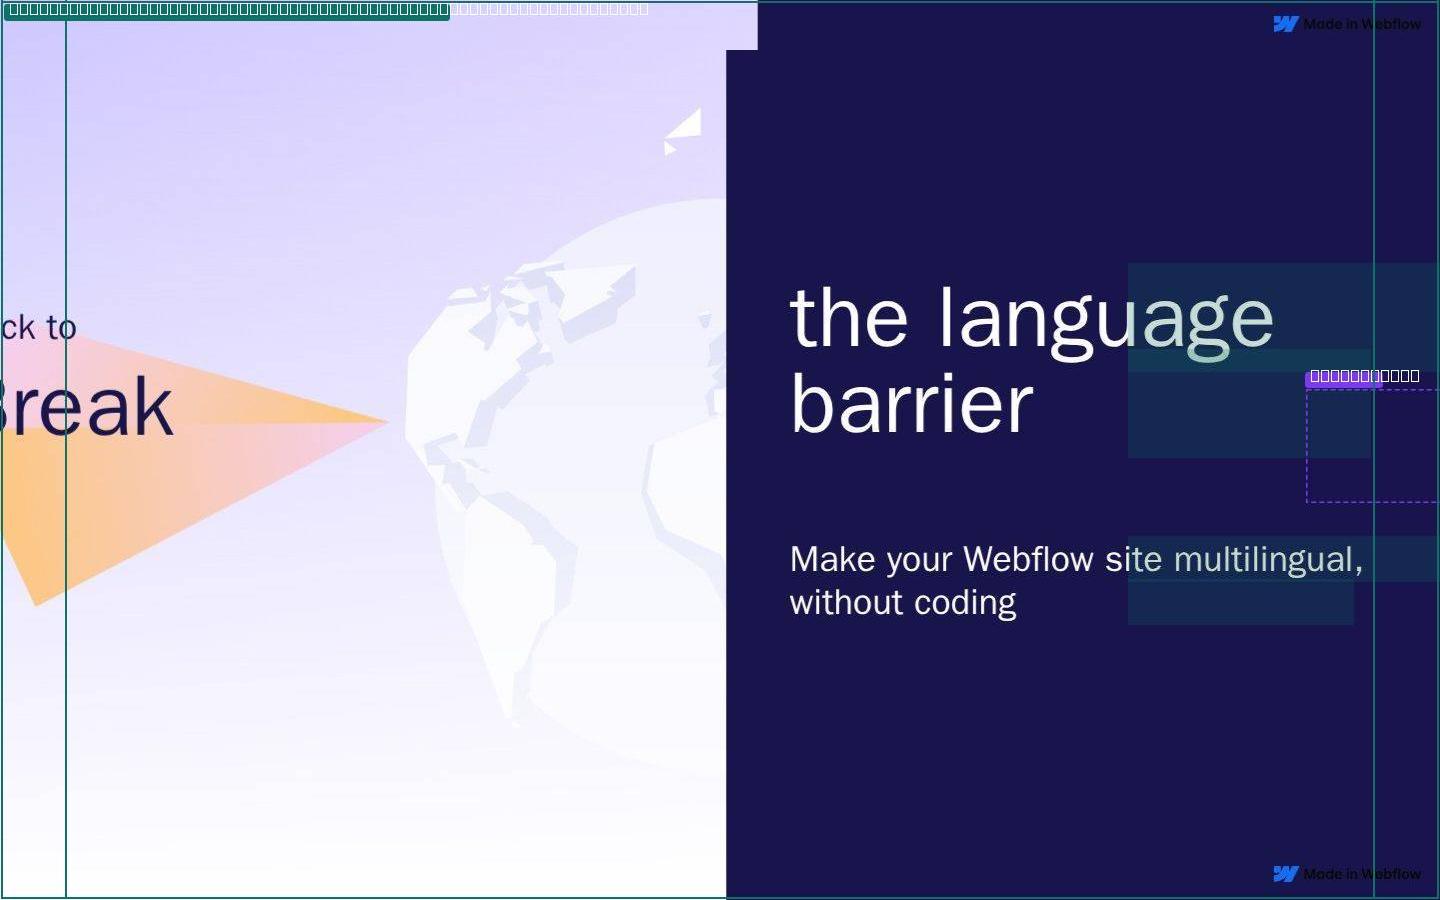 Made in Webflow
ck to
Break
the language
barrier
Make your Webflow site multilingual,
without coding
Made in Webflow